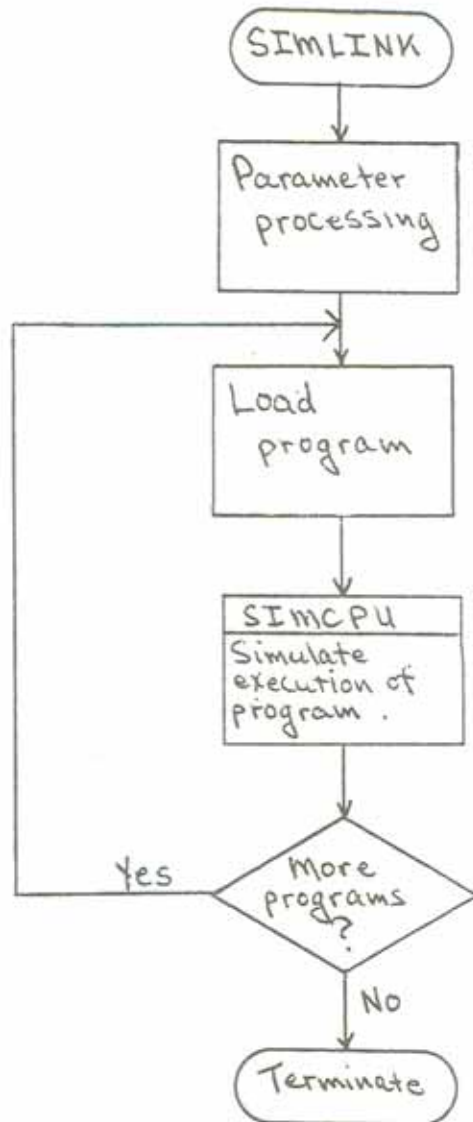 SIMLINK
Parameter
processing
Load
program
SIMCPU
Simulate
execution of
program.
More
programs
?
Yes
No
Terminate